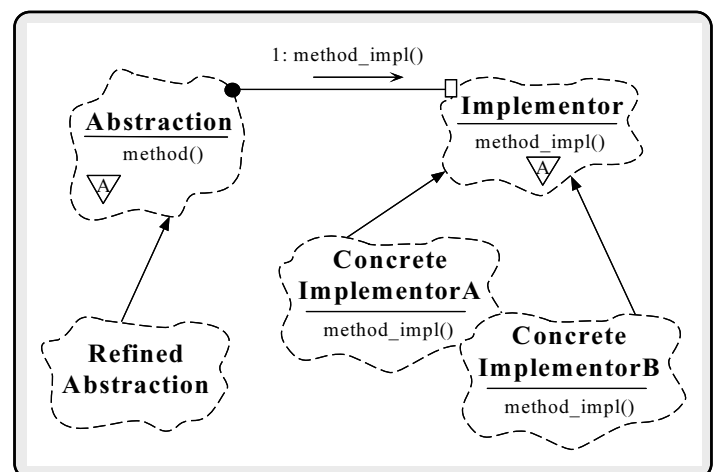 1: method_impl()
Abstraction
method()
A
Implementor
method_impl()
A
Concrete
ImplementorA
method_impl()
Refined
Abstraction
Concrete
ImplementorB
method_impl()